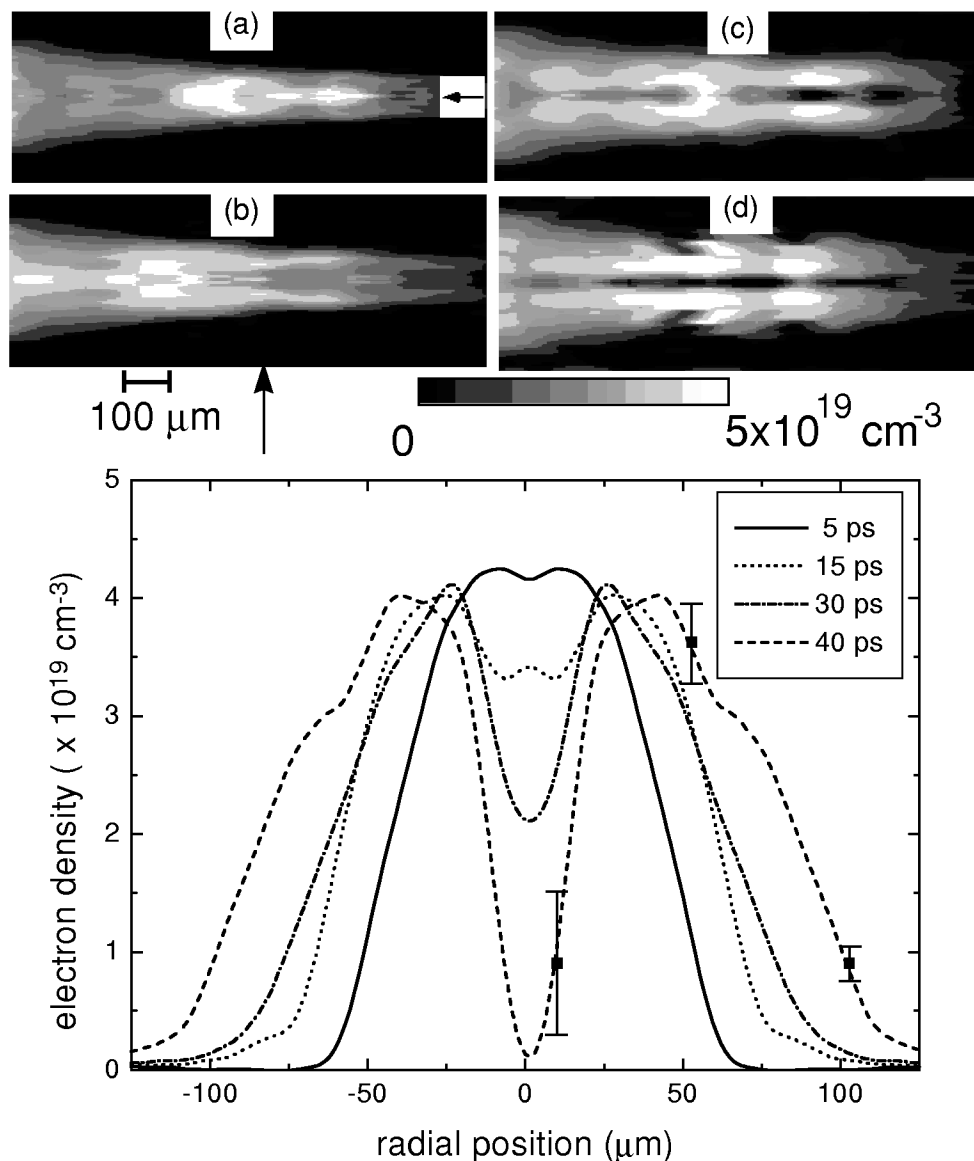 (a)
(c)
(b)
(d)
100 μm
0
5x10^19 cm^-3
5
4
3
2
1
0
electron density ( x 10^19 cm^-3)
5 ps
15 ps
30 ps
40 ps
-100
-50
0
50
100
radial position (μm)